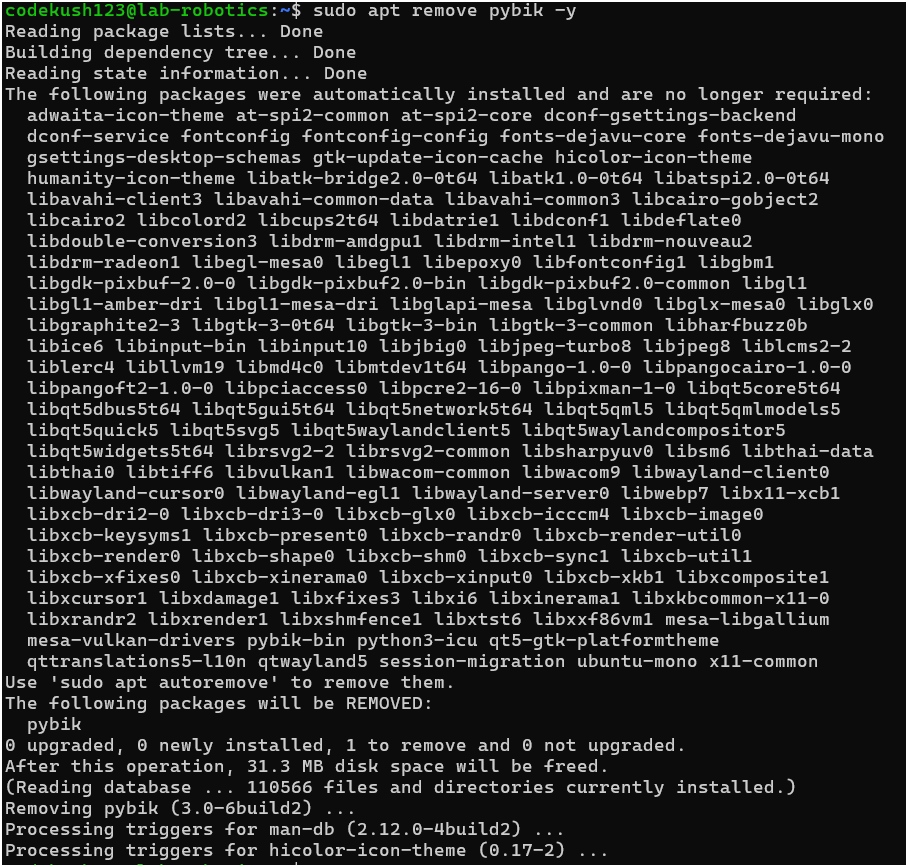 codekush123@lab-robotics:~$ sudo apt remove pybik -y
Reading package lists... Done
Building dependency tree... Done
Reading state information... Done
The following packages were automatically installed and are no longer required:
  adwaita-icon-theme at-spi2-common at-spi2-core dconf-gsettings-backend
  dconf-service fontconfig fontconfig-config fonts-dejavu-core fonts-dejavu-mono
  gsettings-desktop-schemas gtk-update-icon-cache hicolor-icon-theme
  humanity-icon-theme libatk-bridge2.0-0t64 libatk1.0-0t64 libatspi2.0-0t64
  libavahi-client3 libavahi-common-data libavahi-common3 libcairo-gobject2
  libcairo2 libcolord2 libcups2t64 libdatrie1 libdconf1 libdeflate0
  libdouble-conversion3 libdrm-amdgpu1 libdrm-intel1 libdrm-nouveau2
  libdrm-radeon1 libegl-mesa0 libegl1 libepoxy0 libfontconfig1 libgbm1
  libgdk-pixbuf-2.0-0 libgdk-pixbuf2.0-bin libgdk-pixbuf2.0-common libgl1
  libgl1-amber-dri libgl1-mesa-dri libglapi-mesa libglvnd0 libglx-mesa0 libglx0
  libgraphite2-3 libgtk-3-0t64 libgtk-3-bin libgtk-3-common libharfbuzz0b
  libice6 libinput-bin libinput10 libjbig0 libjpeg-turbo8 libjpeg8 liblcms2-2
  liblerc4 libllvm19 libmd4c0 libmtdev1t64 libpango-1.0-0 libpangocairo-1.0-0
  libpangoft2-1.0-0 libpciaccess0 libpcre2-16-0 libpixman-1-0 libqt5core5t64
  libqt5dbus5t64 libqt5gui5t64 libqt5network5t64 libqt5qml5 libqt5qmlmodels5
  libqt5quick5 libqt5svg5 libqt5waylandclient5 libqt5waylandcompositor5
  libqt5widgets5t64 librsvg2-2 librsvg2-common libsharpyuv0 libsm6 libthai-data
  libthai0 libtiff6 libvulkan1 libwacom-common libwacom9 libwayland-client0
  libwayland-cursor0 libwayland-egl1 libwayland-server0 libwebp7 libx11-xcb1
  libxcb-dri2-0 libxcb-dri3-0 libxcb-glx0 libxcb-icccm4 libxcb-image0
  libxcb-keysyms1 libxcb-present0 libxcb-randr0 libxcb-render-util0
  libxcb-render0 libxcb-shape0 libxcb-shm0 libxcb-sync1 libxcb-util1
  libxcb-xfixes0 libxcb-xinerama0 libxcb-xinput0 libxcb-xkb1 libxcomposite1
  libxcursor1 libxdamage1 libxfixes3 libxi6 libxinerama1 libxkbcommon-x11-0
  libxrandr2 libxrender1 libxshmfence1 libxtst6 libxxf86vm1 mesa-libgallium
  mesa-vulkan-drivers pybik-bin python3-icu qt5-gtk-platformtheme
  qttranslations5-l10n qtwayland5 session-migration ubuntu-mono x11-common
Use 'sudo apt autoremove' to remove them.
The following packages will be REMOVED:
  pybik
0 upgraded, 0 newly installed, 1 to remove and 0 not upgraded.
After this operation, 31.3 MB disk space will be freed.
(Reading database ... 110566 files and directories currently installed.)
Removing pybik (3.0-6build2) ...
Processing triggers for man-db (2.12.0-4build2) ...
Processing triggers for hicolor-icon-theme (0.17-2) ...